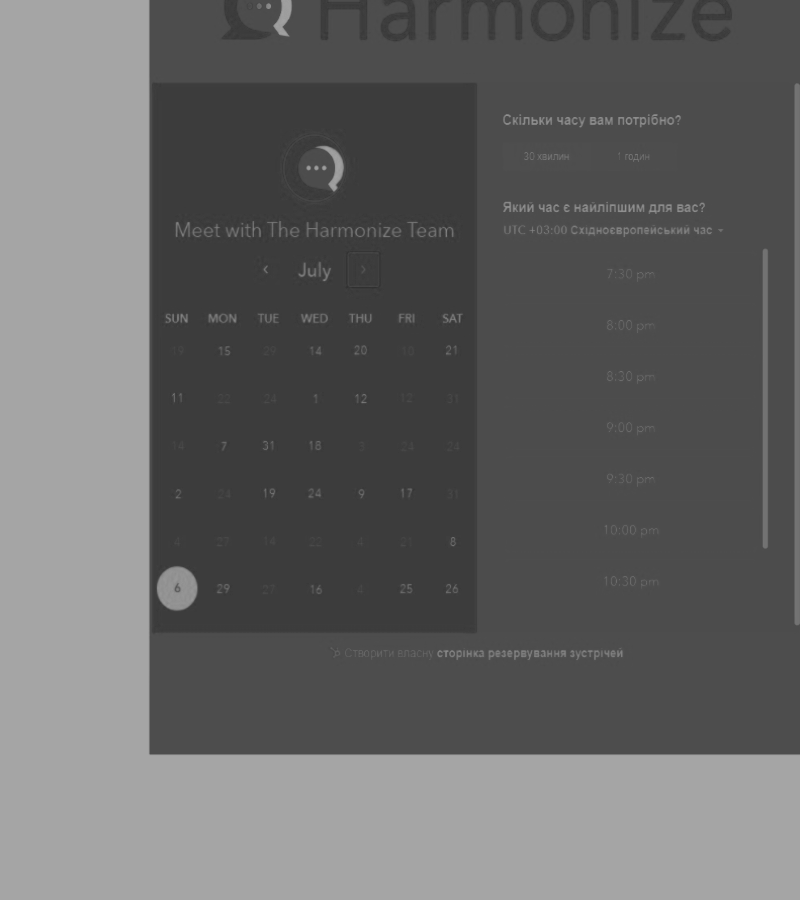 Harmonize
Meet with The Harmonize Team
July
SUN MON TUE WED THU FRI SAT
19 15 29 14 20 10 21
11 22 24 1 12 12 31
14 7 31 18 3 24 24
2 24 19 24 9 17 31
4 27 14 22 4 21 8
6 29 27 16 4 25 26
Скільки часу вам потрібно?
30 хвилин 1 годин
Який час є найліпшим для вас?
UTC +03:00 Східноєвропейський час
7:30 pm
8:00 pm
8:30 pm
9:00 pm
9:30 pm
10:00 pm
10:30 pm
Створити власну сторінка резервування зустрічей